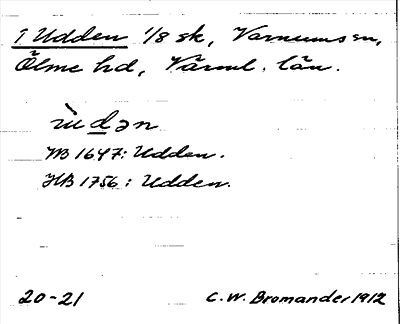 1 Udden 1/8 sk, Varnums sn,
Ölme hd, Värml. län.
ùdən
JB 1647: Udden.
HB 1756: Udden.
20-21 C. W. Bromander 1912